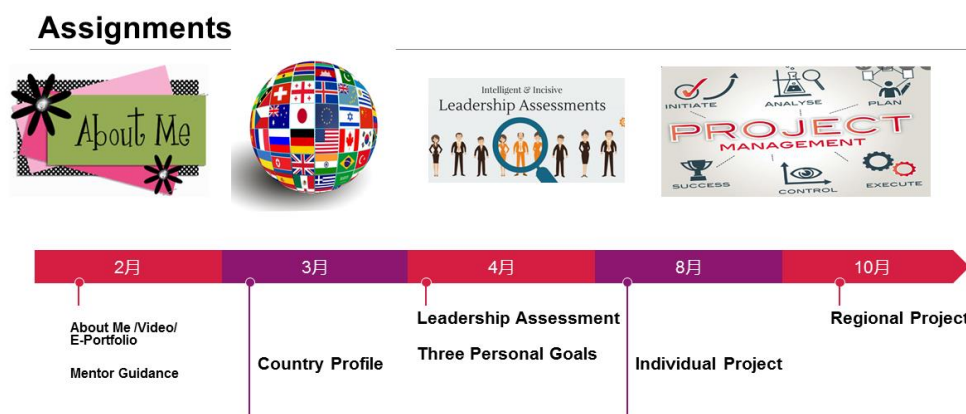 Assignments
About Me
Intelligent & Incisive
Leadership Assessments
INITIATE
ANALYSE
PLAN
PROJECT
MANAGEMENT
SUCCESS
CONTROL
EXECUTE
2月
3月
4月
8月
10月
About Me /Video/
E-Portfolio
Mentor Guidance
Country Profile
Leadership Assessment
Three Personal Goals
Individual Project
Regional Project